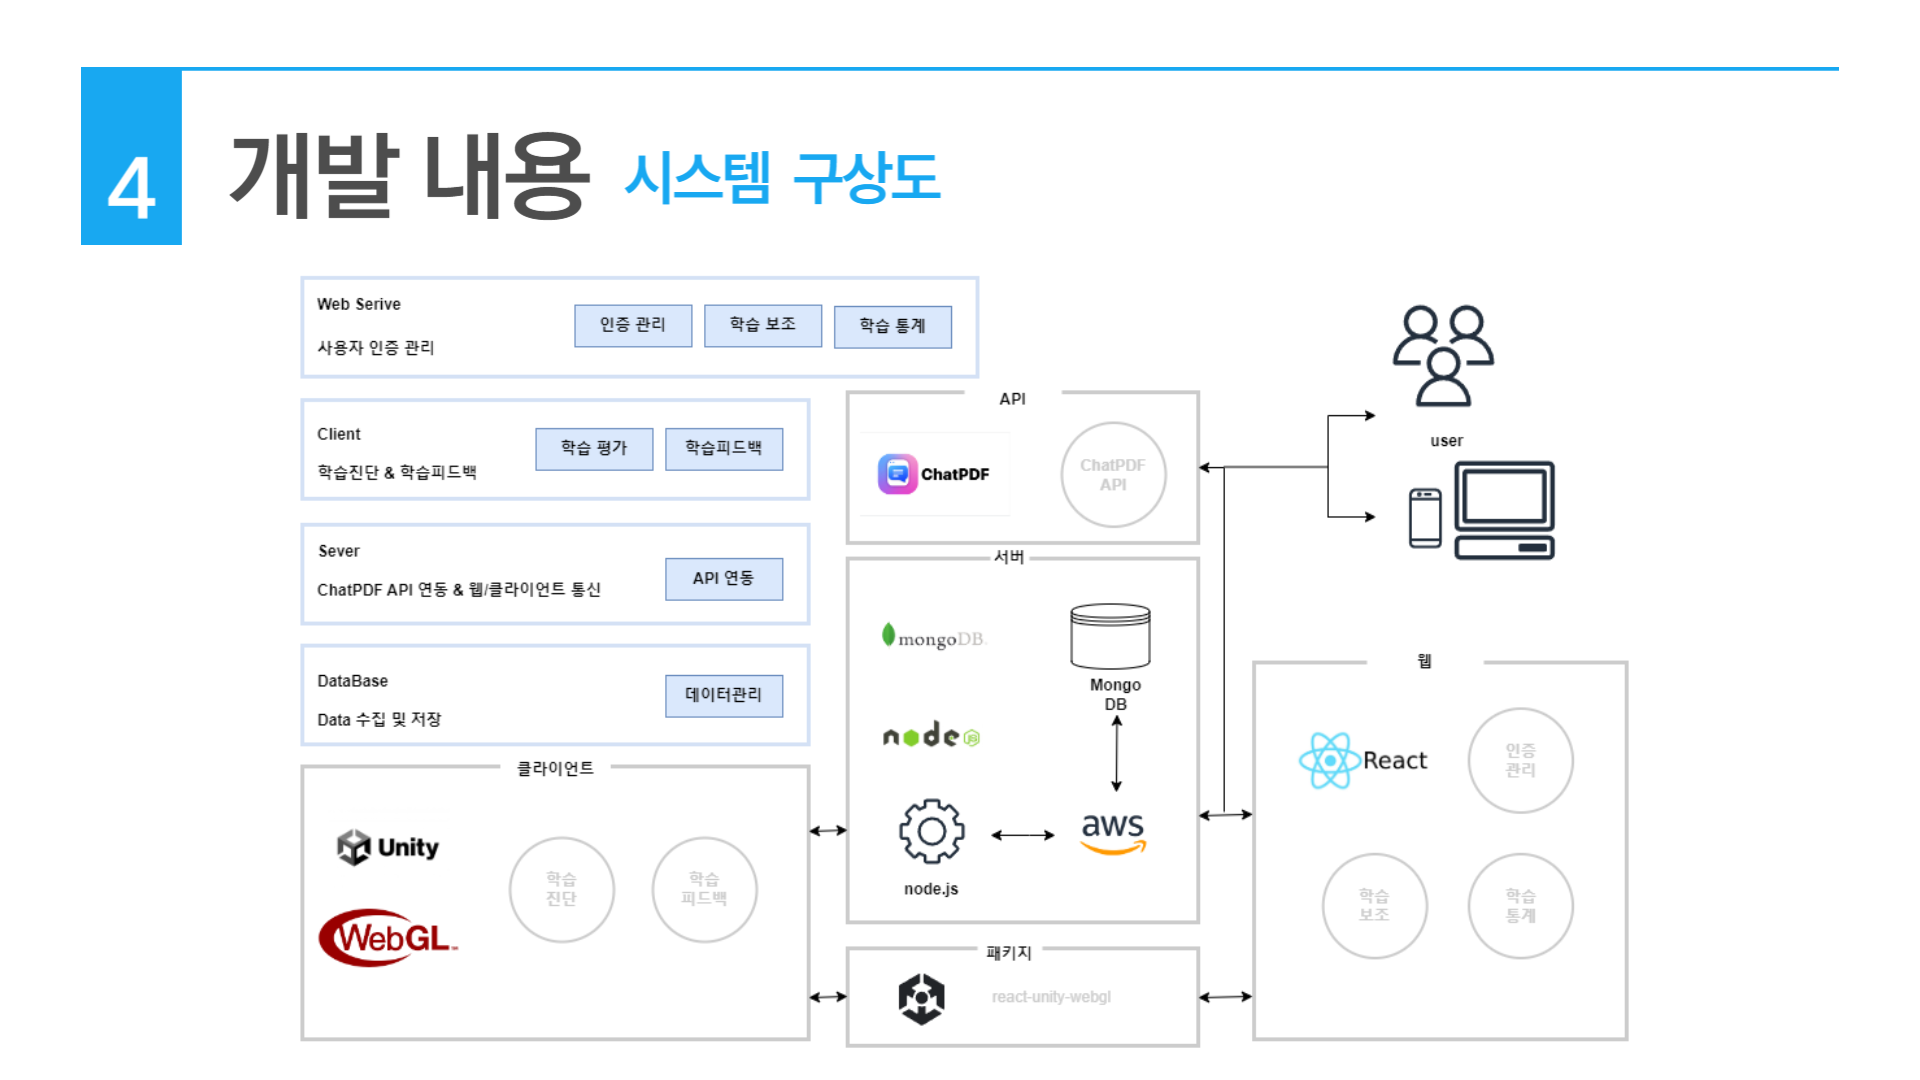 4
개발 내용 시스템 구상도
Web Serive
사용자 인증 관리
인증 관리
학습 보조
학습 통계
Client
학습진단 & 학습피드백
학습 평가
학습피드백
Sever
ChatPDF API 연동 & 웹/클라이언트 통신
API 연동
DataBase
Data 수집 및 저장
데이터관리
API
ChatPDF
ChatPDF
API
user
서버
mongoDB.
Mongo
DB
node
JS
aws
node.js
클라이언트
Unity
WebGL™
학습
진단
학습
피드백
패키지
react-unity-webgl
웹
React
인증
관리
학습
보조
학습
통계